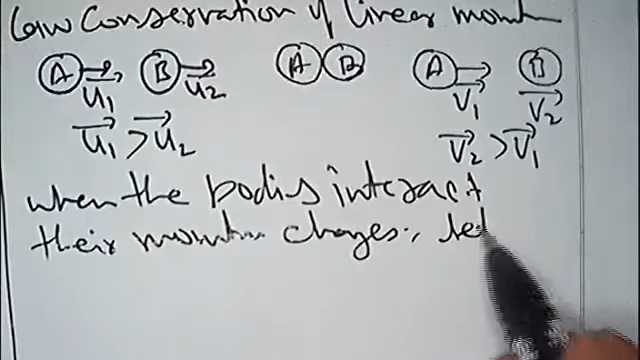 Law Conservation of linear momentum
A B A B A B
u₁ u₂ v₁ v₂
u₁ > u₂ v₂ > v₁
when the bodies interact
their momentum changes, let